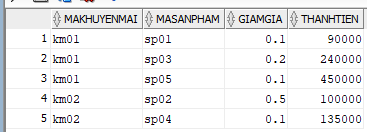 MAKHUYENMAI MASANPHAM GIAMGIA THANHTIEN
1 km01 sp01 0.1 90000
2 km01 sp03 0.2 240000
3 km01 sp05 0.1 450000
4 km02 sp02 0.5 100000
5 km02 sp04 0.1 135000